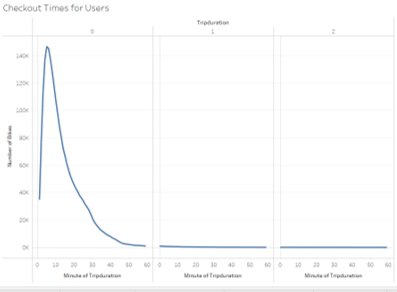 Checkout Times for Users
Tripduration
0 1 2
Number of Bikes
140K
120K
100K
80K
60K
40K
20K
0K
0 10 20 30 40 50 60 0 10 20 30 40 50 60 0 10 20 30 40 50 60
Minute of Tripduration Minute of Tripduration Minute of Tripduration